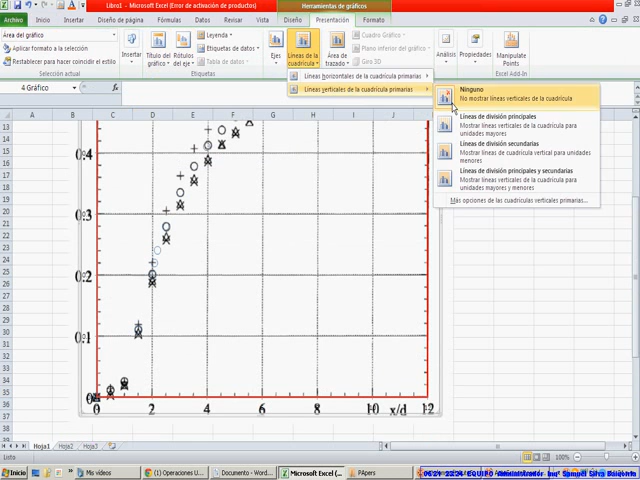 Libro1 - Microsoft Excel (Error de activación de productos)
Herramientas de gráficos
Archivo Inicio Insertar Diseño de página Fórmulas Datos Revisar Vista Diseño Presentación Formato
Área del gráfico
Aplicar formato a la selección
Restablecer para hacer coincidir el estilo
Selección actual
Insertar
Título del gráfico
Rótulos del eje
Leyenda
Etiquetas de datos
Tabla de datos
Etiquetas
Ejes
Líneas de la cuadrícula
Área de trazado
Cuadro Gráfico
Plano inferior del gráfico
Giro 3D
Análisis
Propiedades
Manipulate Points
Excel Add-In
Líneas horizontales de la cuadrícula primarias
Líneas verticales de la cuadrícula primarias
Ninguno
No mostrar líneas verticales de la cuadrícula
Líneas de división principales
Mostrar líneas verticales de la cuadrícula para unidades mayores
Líneas de división secundarias
Mostrar líneas de cuadrícula vertical para unidades menores
Líneas de división principales y secundarias
Mostrar líneas verticales de la cuadrícula para unidades mayores y menores
Más opciones de las cuadrículas verticales primarias...
4 Gráfico
A B C D E F G H I
13
14
15
16
17
18
19
20
21
22
23
24
25
26
27
28
29
30
31
32
33
34
35
36
37
38
0.4
0.3
0.2
0.1
0
0 2 4 6 8 10 x/d 12
Hoja1 Hoja2 Hoja3
Listo
100%
Inicio
Mis videos
(1) Operaciones U...
Documento - Word...
Microsoft Excel (...
PApers